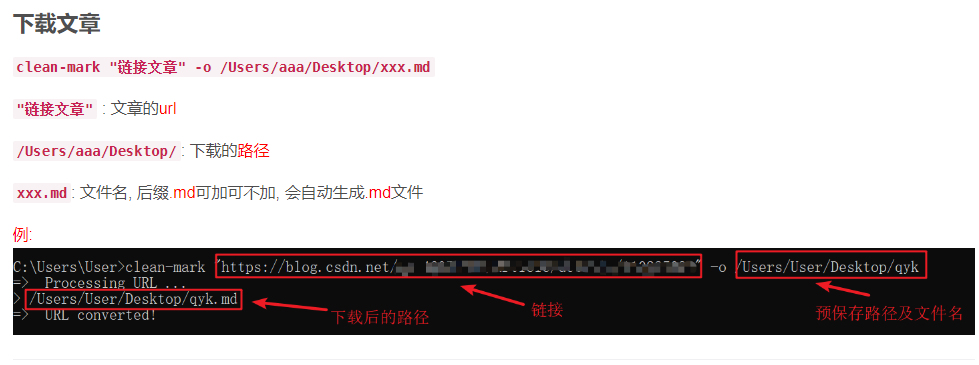 下载文章
clean-mark "链接文章" -o /Users/aaa/Desktop/xxx.md
"链接文章" : 文章的url
/Users/aaa/Desktop/ : 下载的路径
xxx.md : 文件名, 后缀.md可加可不加, 会自动生成.md文件
例:
C:\Users\User>clean-mark "https://blog.csdn.net/ -o /Users/User/Desktop/qyk
=> Processing URL ...
> /Users/User/Desktop/qyk.md
=> URL converted!
下载后的路径
链接
预保存路径及文件名